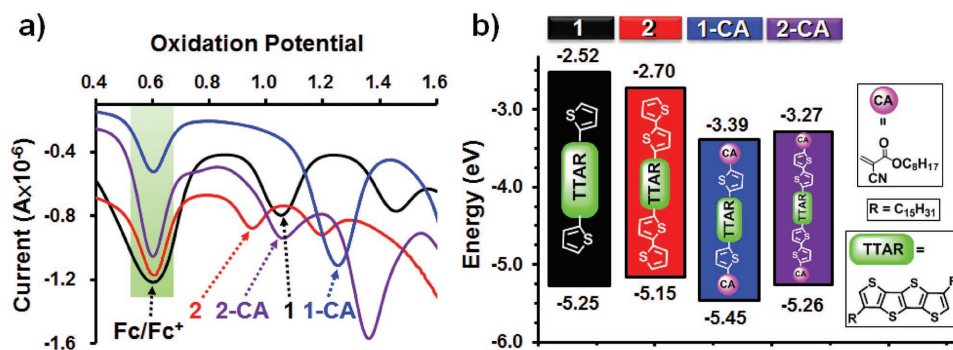 a)
Oxidation Potential
0.4 0.6 0.8 1.0 1.2 1.4 1.6
Current (A×10⁻⁶)
-0.4
-0.8
-1.2
-1.6
Fc/Fc⁺
2
2-CA
1
1-CA
b)
1 2 1-CA 2-CA
Energy (eV)
-3.0
-4.0
-5.0
-6.0
-2.52
-2.70
-3.39
-3.27
S
TTAR
S
S
S
TTAR
S
S
CA
S
TTAR
S
CA
CA
S
S
TTAR
S
S
CA
-5.25
-5.15
-5.45
-5.26
CA
=
O
OC₈H₁₇
CN
R = C₁₅H₃₁
TTAR =
S S S
R
S S
R